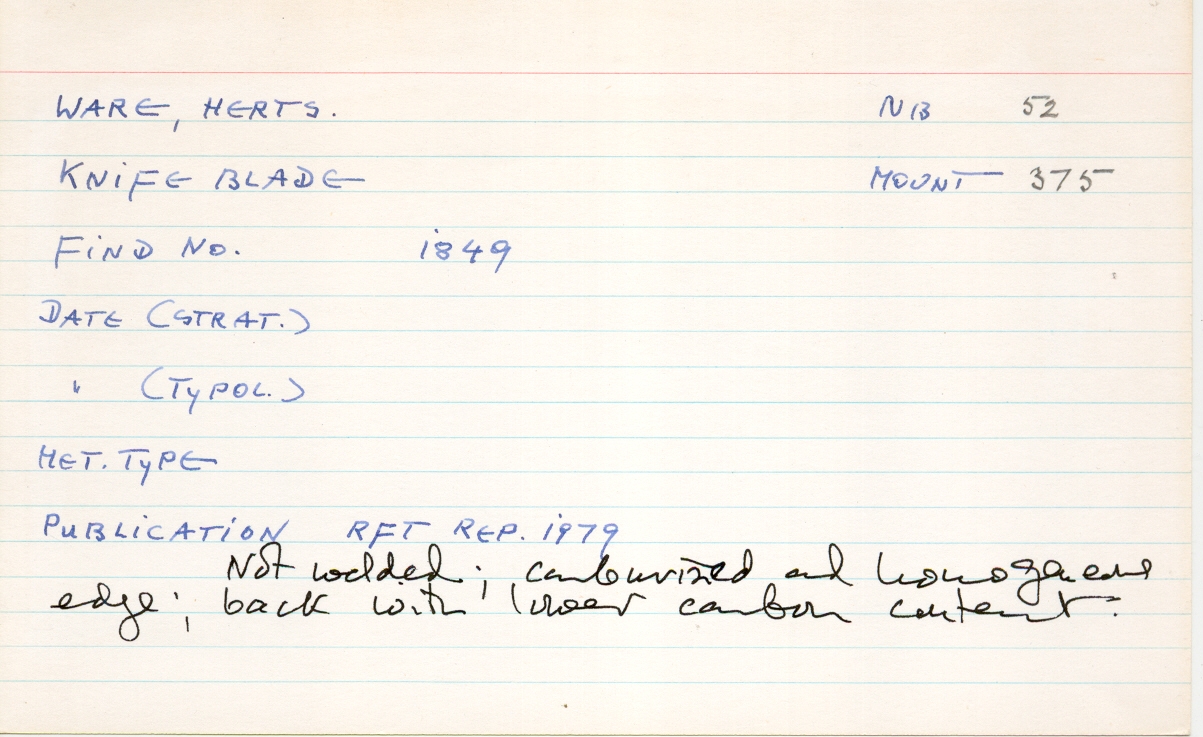 WARE, HERTS. NB 52
KNIFE BLADE MOUNT 375
FIND NO. 1849
DATE (STRAT.)
" (TYPOL.)
MET. TYPE
PUBLICATION RFT REP. 1979
Not welded; carburized and homogeneous
edge; back with lower carbon content.